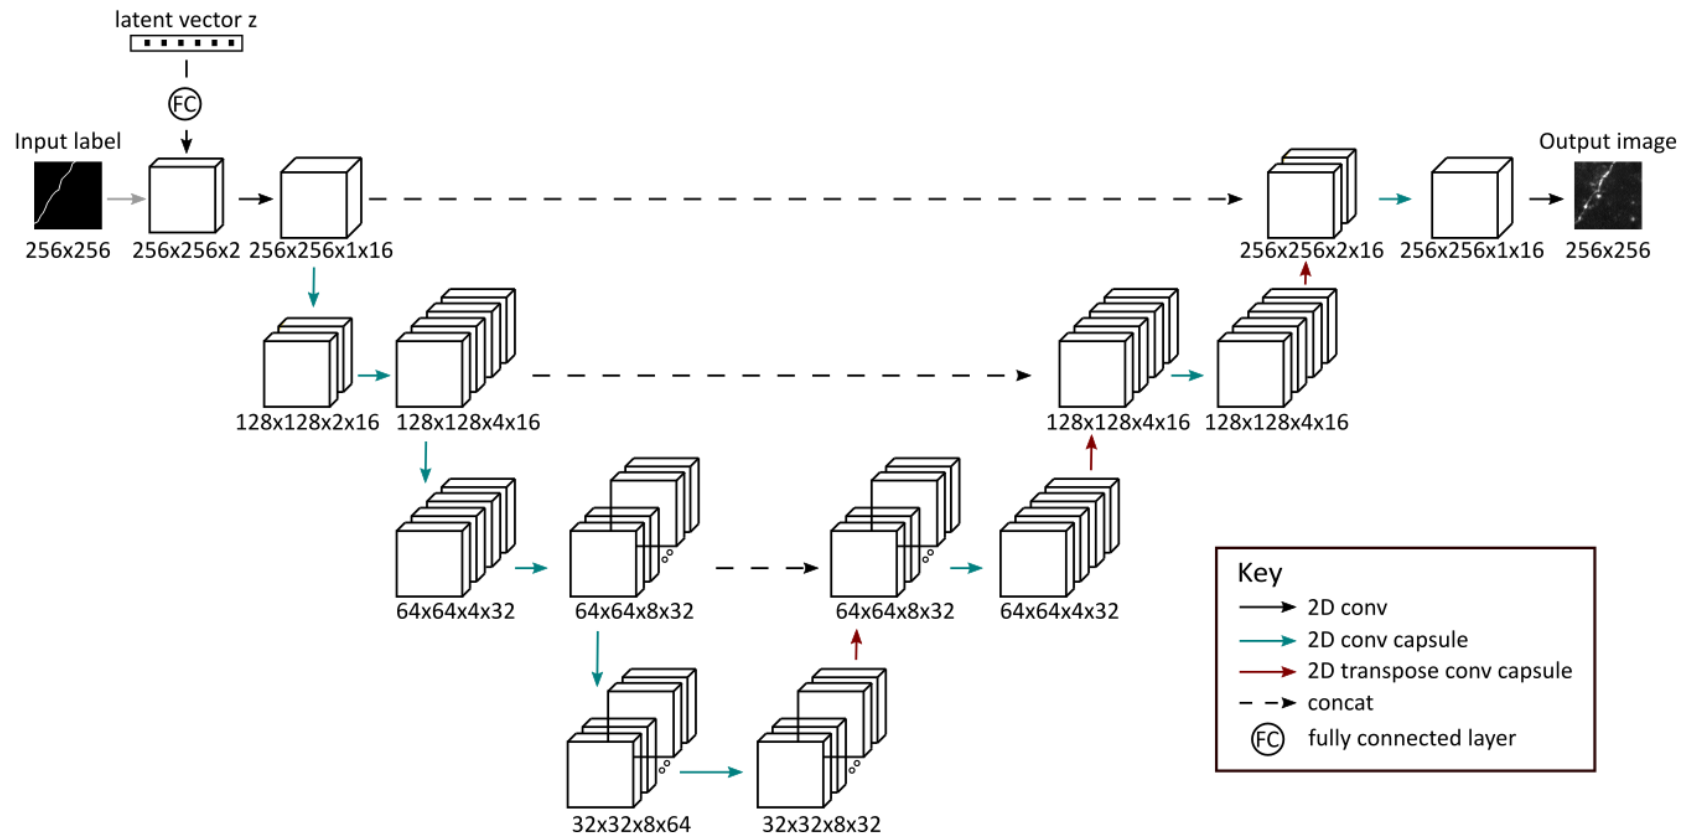 latent vector z
FC
Input label
Output image
256x256
256x256x2
256x256x1x16
256x256x2x16
256x256x1x16
256x256
128x128x2x16
128x128x4x16
128x128x4x16
128x128x4x16
64x64x4x32
64x64x8x32
64x64x8x32
64x64x4x32
32x32x8x64
32x32x8x32
Key
2D conv
2D conv capsule
2D transpose conv capsule
concat
FC fully connected layer